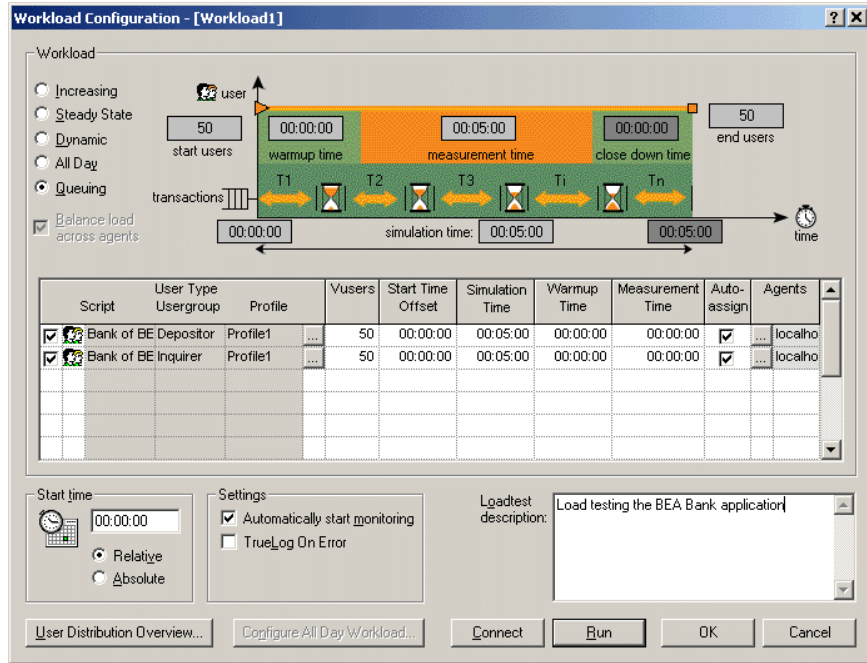 Workload Configuration - [Workload1]
Workload
Increasing
Steady State
Dynamic
All Day
Queuing
Balance load
across agents
user
50
start users
00:00:00
warmup time
00:05:00
measurement time
00:00:00
close down time
50
end users
transactions
T1
T2
T3
Ti
Tn
00:00:00
simulation time: 00:05:00
00:05:00
time
Script User Type Usergroup Profile Vusers Start Time Offset Simulation Time Warmup Time Measurement Time Auto-assign Agents
Bank of BE Depositor Profile1 ... 50 00:00:00 00:05:00 00:00:00 00:00:00 ... localho
Bank of BE Inquirer Profile1 ... 50 00:00:00 00:05:00 00:00:00 00:00:00 ... localho
Start time
00:00:00
Relative
Absolute
Settings
Automatically start monitoring
TrueLog On Error
Loadtest
description:
Load testing the BEA Bank application
User Distribution Overview... Configure All Day Workload... Connect Run OK Cancel